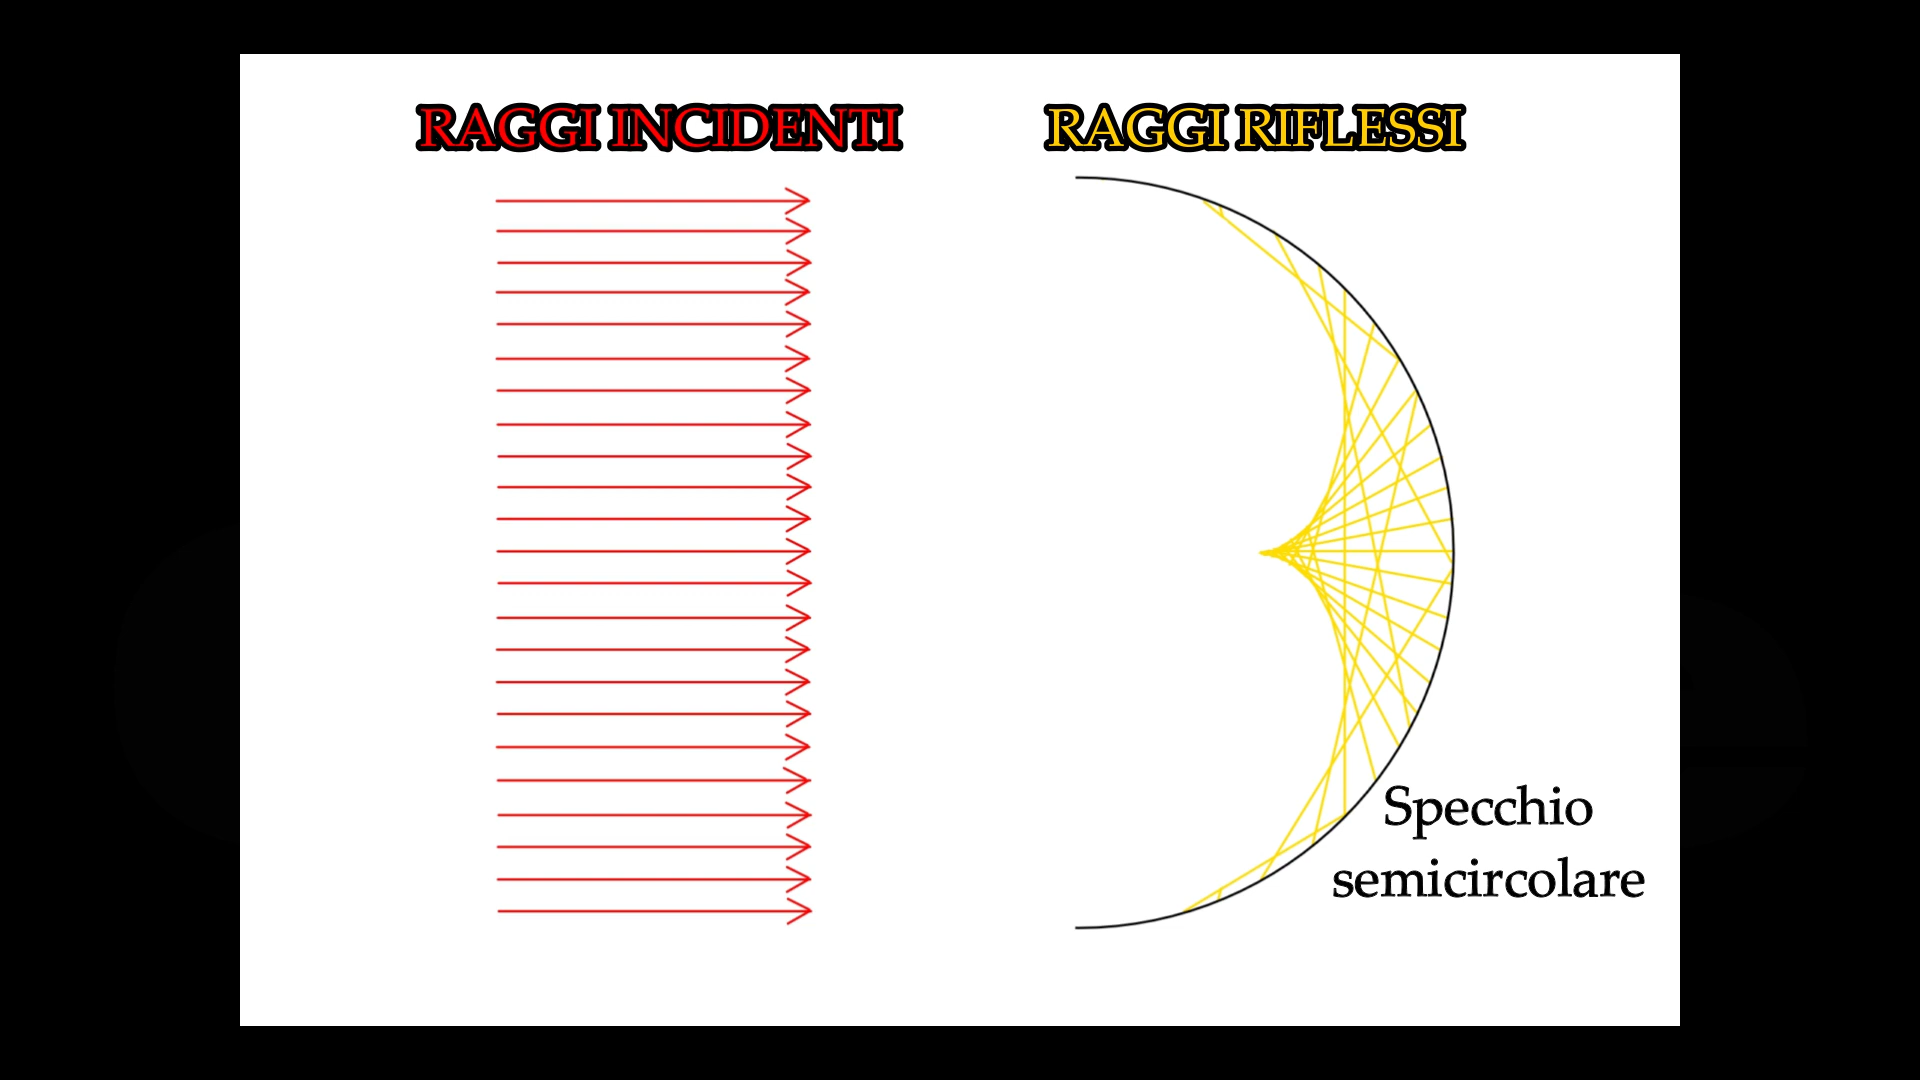 RAGGI INCIDENTI
RAGGI RIFLESSI
Specchio
semicircolare